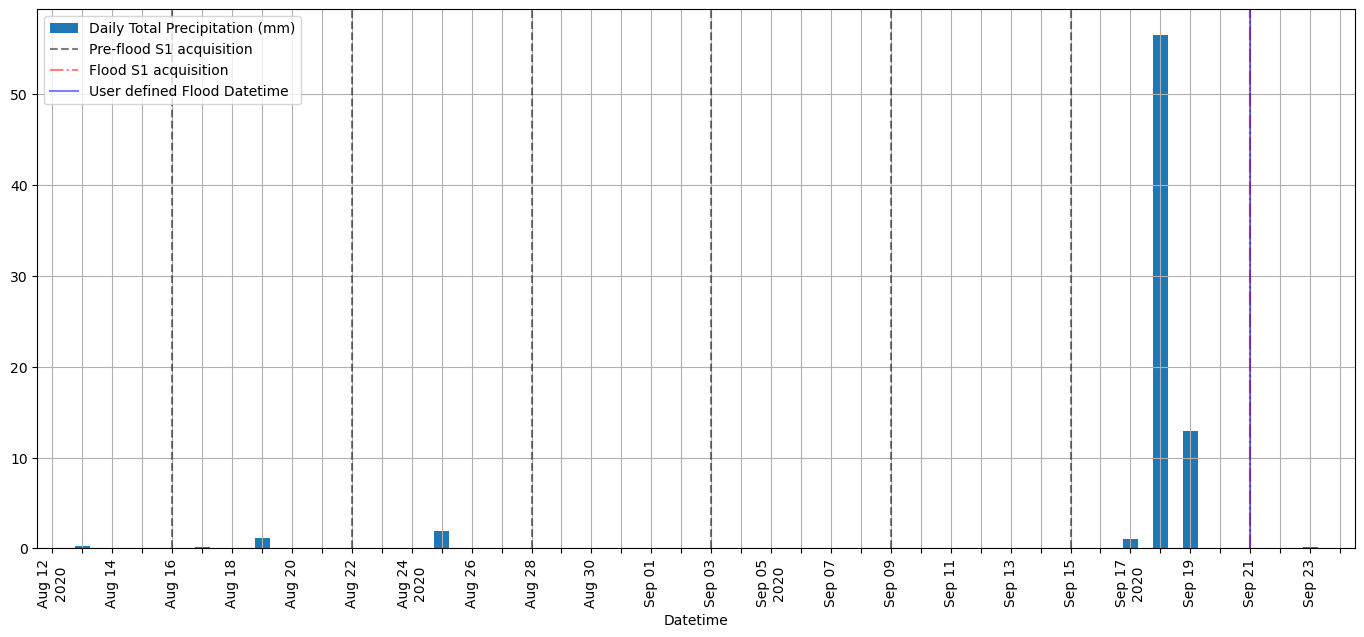 Daily Total Precipitation (mm)
Pre-flood S1 acquisition
Flood S1 acquisition
User defined Flood Datetime
50
40
30
20
10
0
Aug 12
2020
Aug 14
Aug 16
Aug 18
Aug 20
Aug 22
Aug 24
2020
Aug 26
Aug 28
Aug 30
Sep 01
Sep 03
Sep 05
2020
Sep 07
Sep 09
Sep 11
Sep 13
Sep 15
Sep 17
2020
Sep 19
Sep 21
Sep 23
Datetime